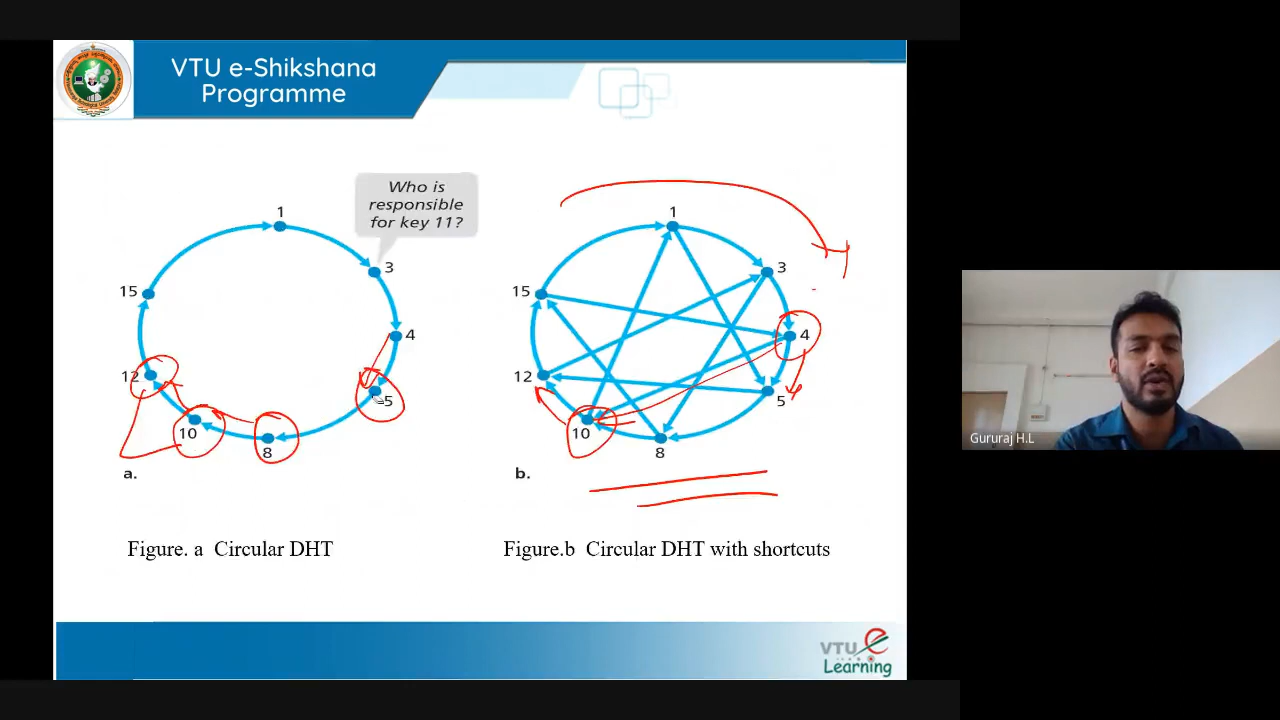 VTU e-Shikshana
Programme
Who is
responsible
for key 11?
1
3
4
5
8
10
12
15
a.
1
3
4
5
8
10
12
15
b.
Figure. a Circular DHT
Figure.b Circular DHT with shortcuts
VTU e
Learning
Gururaj H.L